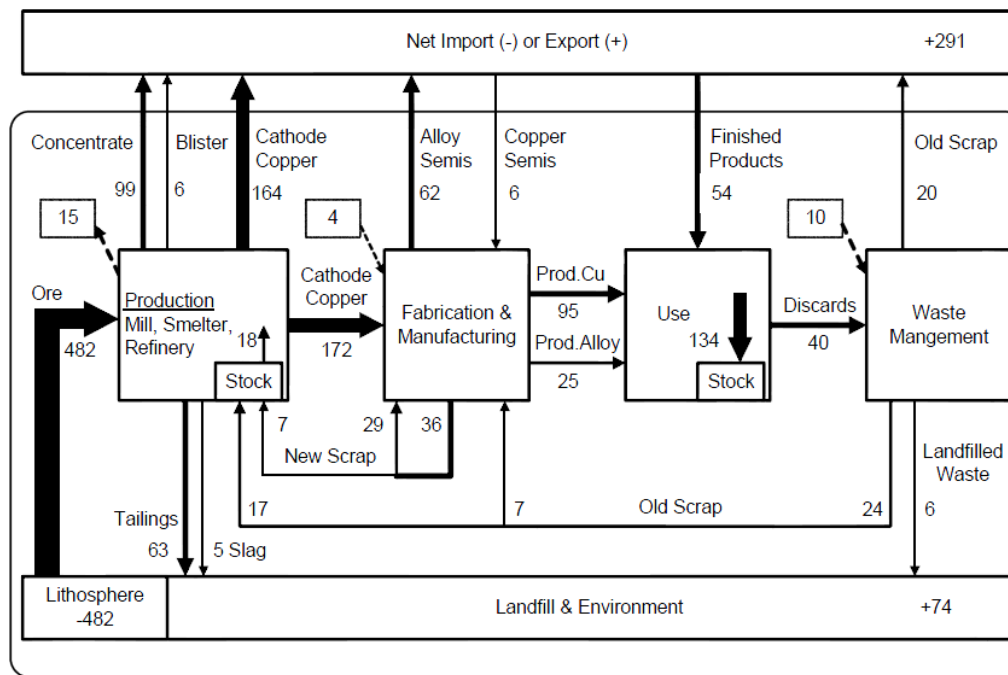 Net Import (-) or Export (+) +291
Concentrate
99
Blister
6
Cathode
Copper
164
Alloy
Semis
62
Copper
Semis
6
Finished
Products
54
Old Scrap
20
15
4
10
Ore
482
Production
Mill, Smelter,
Refinery
18
Stock
Cathode
Copper
172
Fabrication &
Manufacturing
Prod.Cu
95
Prod.Alloy
25
Use
134
Stock
Discards
40
Waste
Mangement
7
29
36
New Scrap
Landfilled
Waste
6
17
7
Old Scrap
24
Tailings
63
5 Slag
Lithosphere
-482
Landfill & Environment +74